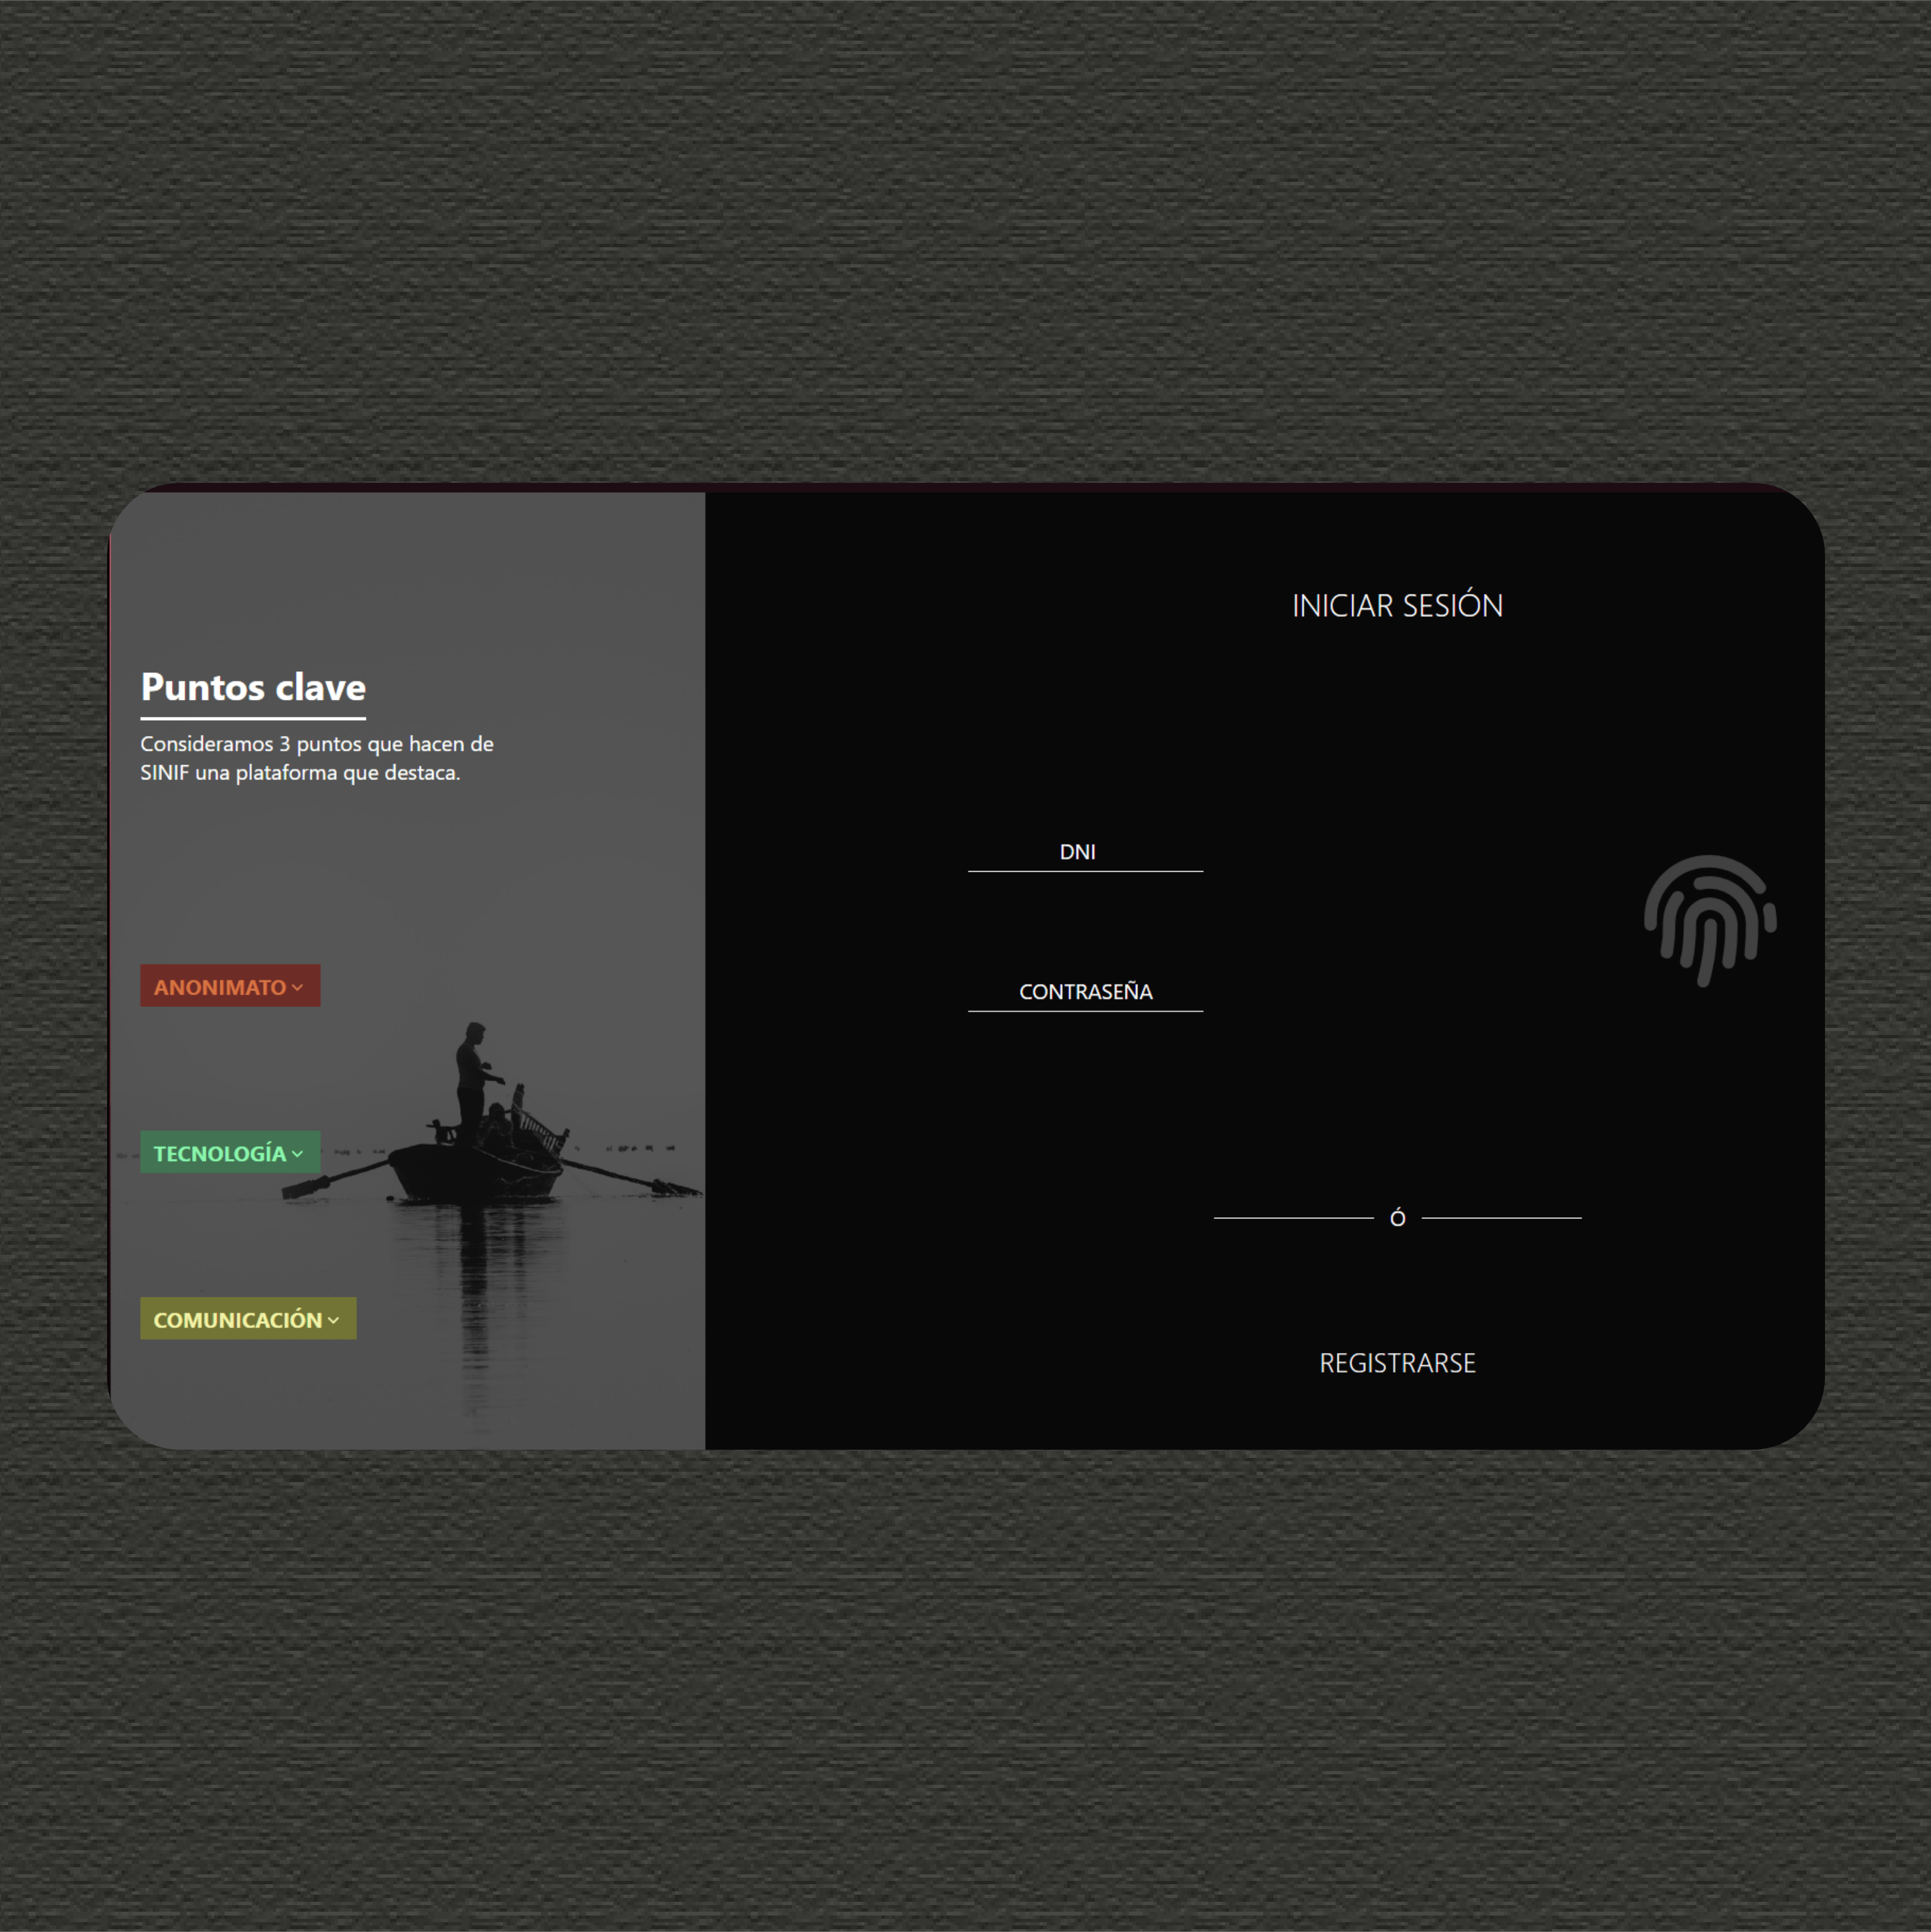 Puntos clave
Consideramos 3 puntos que hacen de
SINIF una plataforma que destaca.
ANONIMATO
TECNOLOGÍA
COMUNICACIÓN
INICIAR SESIÓN
DNI
CONTRASEÑA
Ó
REGISTRARSE